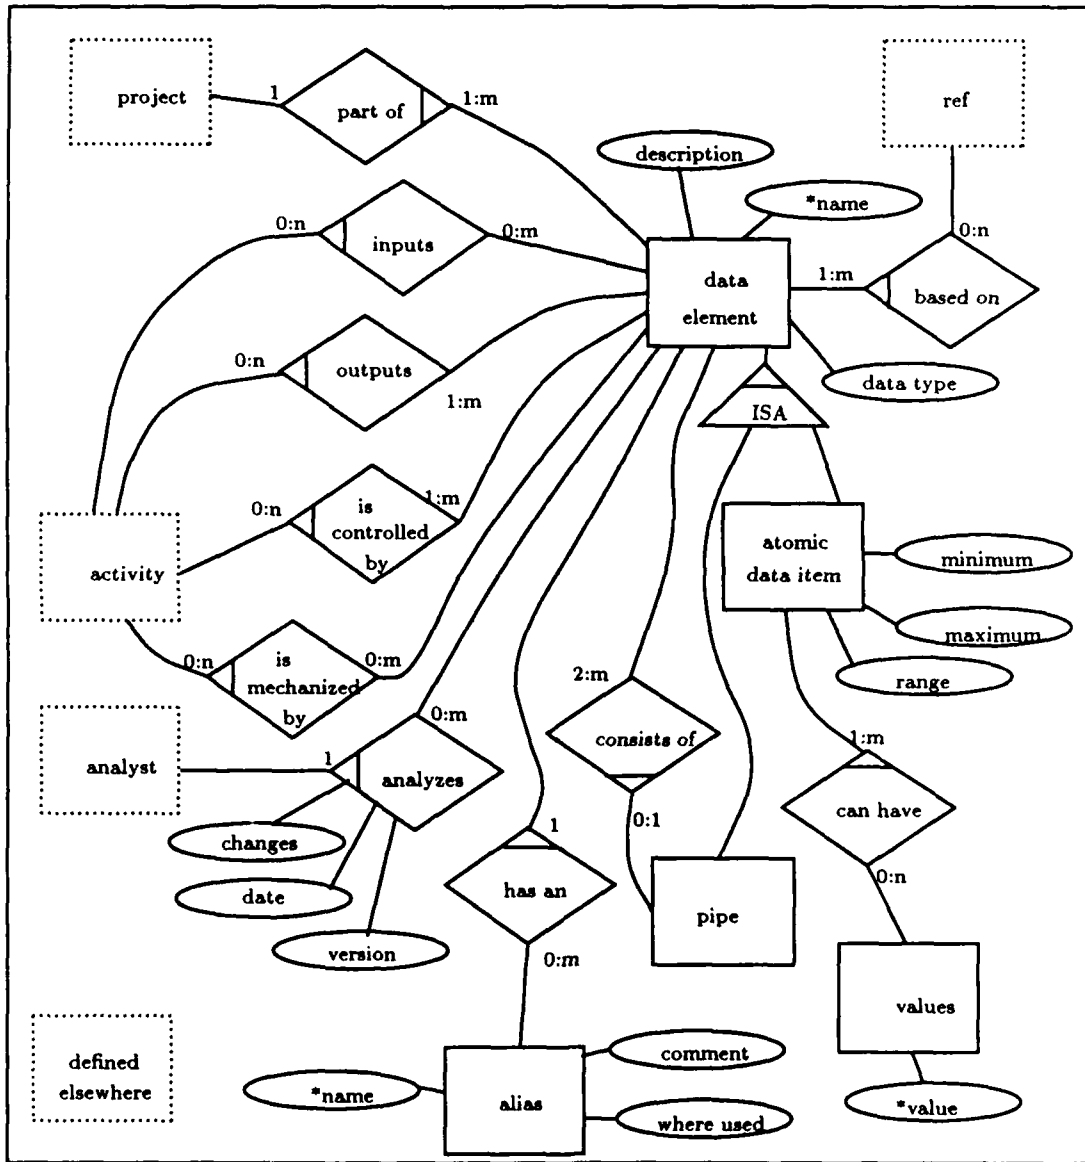 project
1
part of
1:m
ref
description
*name
0:n
inputs
0:m
0:n
data
element
1:m
based on
0:n
outputs
1:m
data type
ISA
0:n
is
controlled
by
1:m
activity
atomic
data item
minimum
maximum
range
0:n
is
mechanized
by
0:m
2:m
0:m
analyst
1
analyzes
consists of
1:m
can have
changes
date
version
1
has an
0:1
0:n
pipe
0:m
values
defined
elsewhere
*name
alias
comment
where used
*value